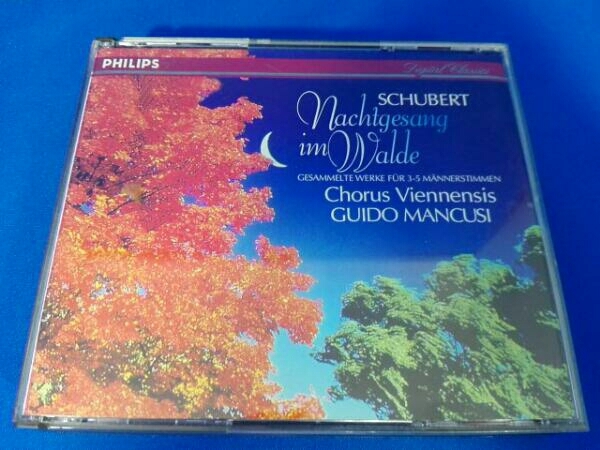 PHILIPS
Digital Classics
SCHUBERT
Nachtgesang
im Walde
GESAMMELTE WERKE FÜR 3-5 MÄNNERSTIMMEN
Chorus Viennensis
GUIDO MANCUSI